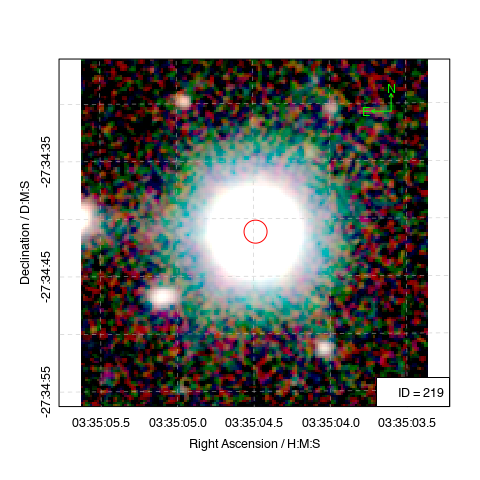 N
E
-27:34:35
-27:34:45
-27:34:55
Declination / D:M:S
ID = 219
03:35:05.5 03:35:05.0 03:35:04.5 03:35:04.0 03:35:03.5
Right Ascension / H:M:S